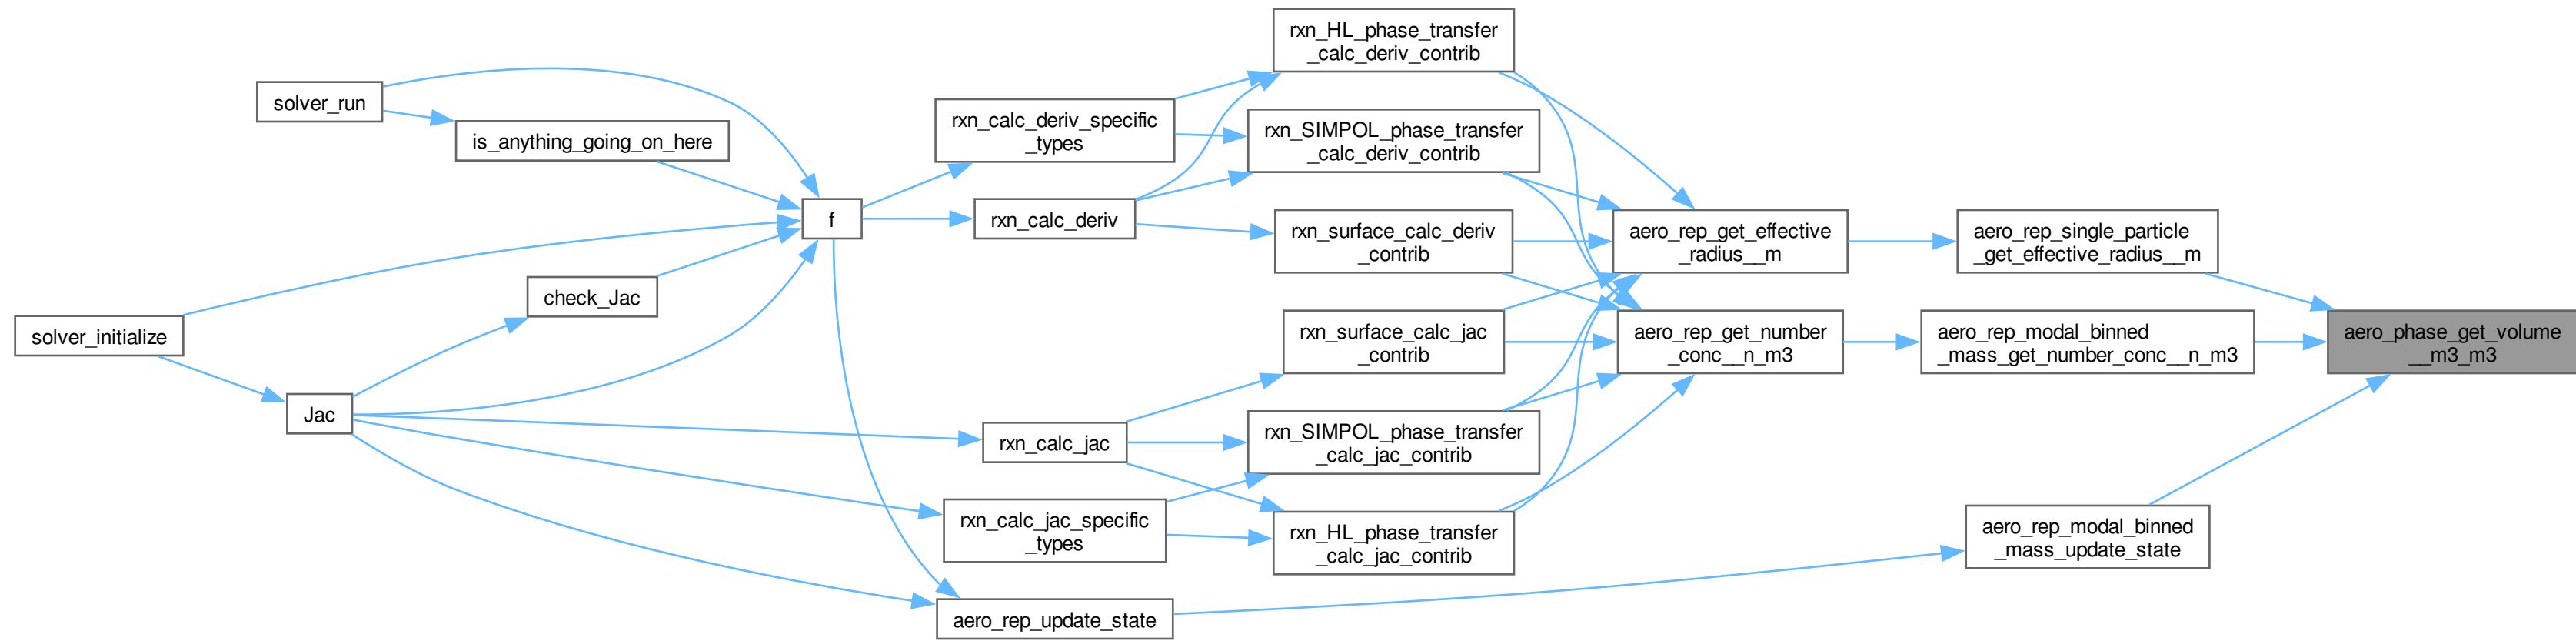 rxn_HL_phase_transfer
_calc_deriv_contrib
solver_run
is_anything_going_on_here
rxn_calc_deriv_specific
_types
rxn_SIMPOL_phase_transfer
_calc_deriv_contrib
f
rxn_calc_deriv
rxn_surface_calc_deriv
_contrib
aero_rep_get_effective
_radius__m
aero_rep_single_particle
_get_effective_radius__m
check_Jac
solver_initialize
rxn_surface_calc_jac
_contrib
aero_rep_get_number
_conc__n_m3
aero_rep_modal_binned
_mass_get_number_conc__n_m3
aero_phase_get_volume
__m3_m3
Jac
rxn_calc_jac
rxn_SIMPOL_phase_transfer
_calc_jac_contrib
rxn_calc_jac_specific
_types
rxn_HL_phase_transfer
_calc_jac_contrib
aero_rep_modal_binned
_mass_update_state
aero_rep_update_state